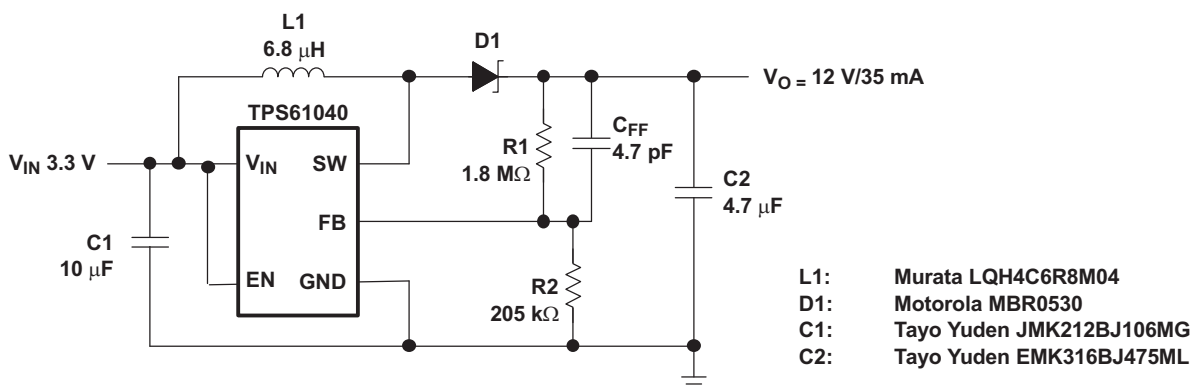 L1
6.8 μH
D1
TPS61040
VO = 12 V/35 mA
VIN 3.3 V
VIN
SW
R1
1.8 MΩ
CFF
4.7 pF
C2
4.7 μF
FB
C1
10 μF
EN
GND
R2
205 kΩ
L1: Murata LQH4C6R8M04
D1: Motorola MBR0530
C1: Tayo Yuden JMK212BJ106MG
C2: Tayo Yuden EMK316BJ475ML